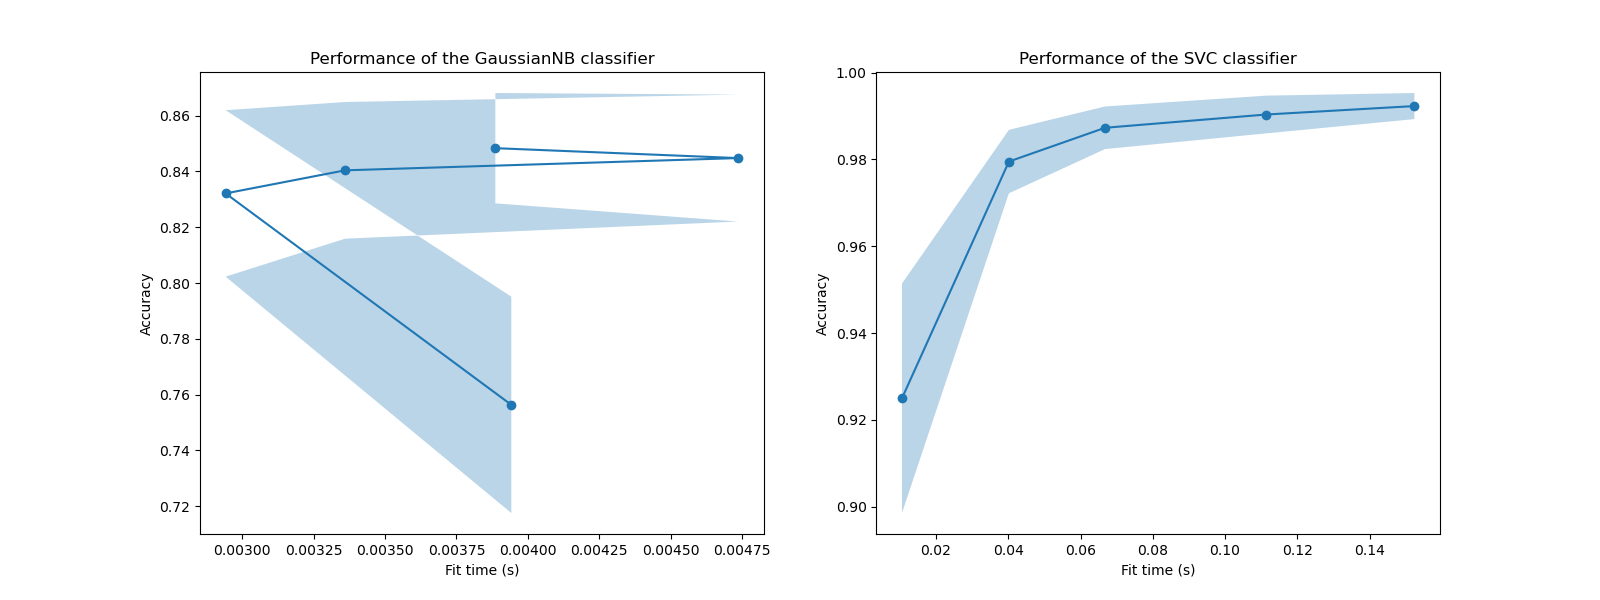 Performance of the GaussianNB classifier
0.86
0.84
0.82
0.80
0.78
0.76
0.74
0.72
Accuracy
0.00300 0.00325 0.00350 0.00375 0.00400 0.00425 0.00450 0.00475
Fit time (s)
Performance of the SVC classifier
1.00
0.98
0.96
0.94
0.92
0.90
Accuracy
0.02 0.04 0.06 0.08 0.10 0.12 0.14
Fit time (s)